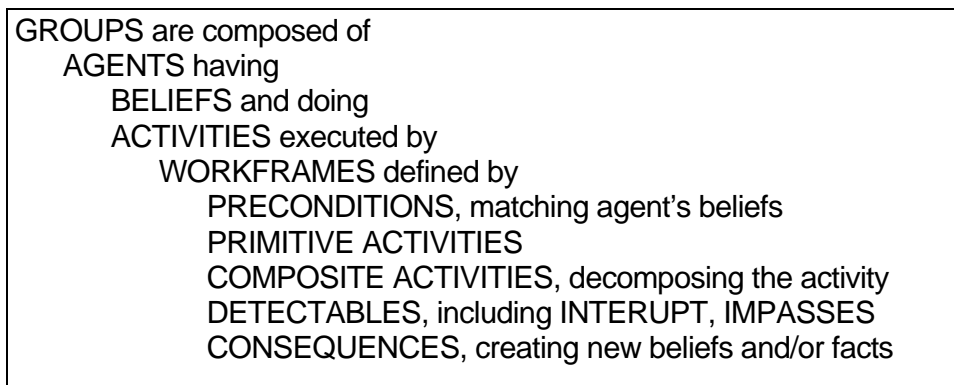 GROUPS are composed of
AGENTS having
BELIEFS and doing
ACTIVITIES executed by
WORKFRAMES defined by
PRECONDITIONS, matching agent’s beliefs
PRIMITIVE ACTIVITIES
COMPOSITE ACTIVITIES, decomposing the activity
DETECTABLES, including INTERUPT, IMPASSES
CONSEQUENCES, creating new beliefs and/or facts